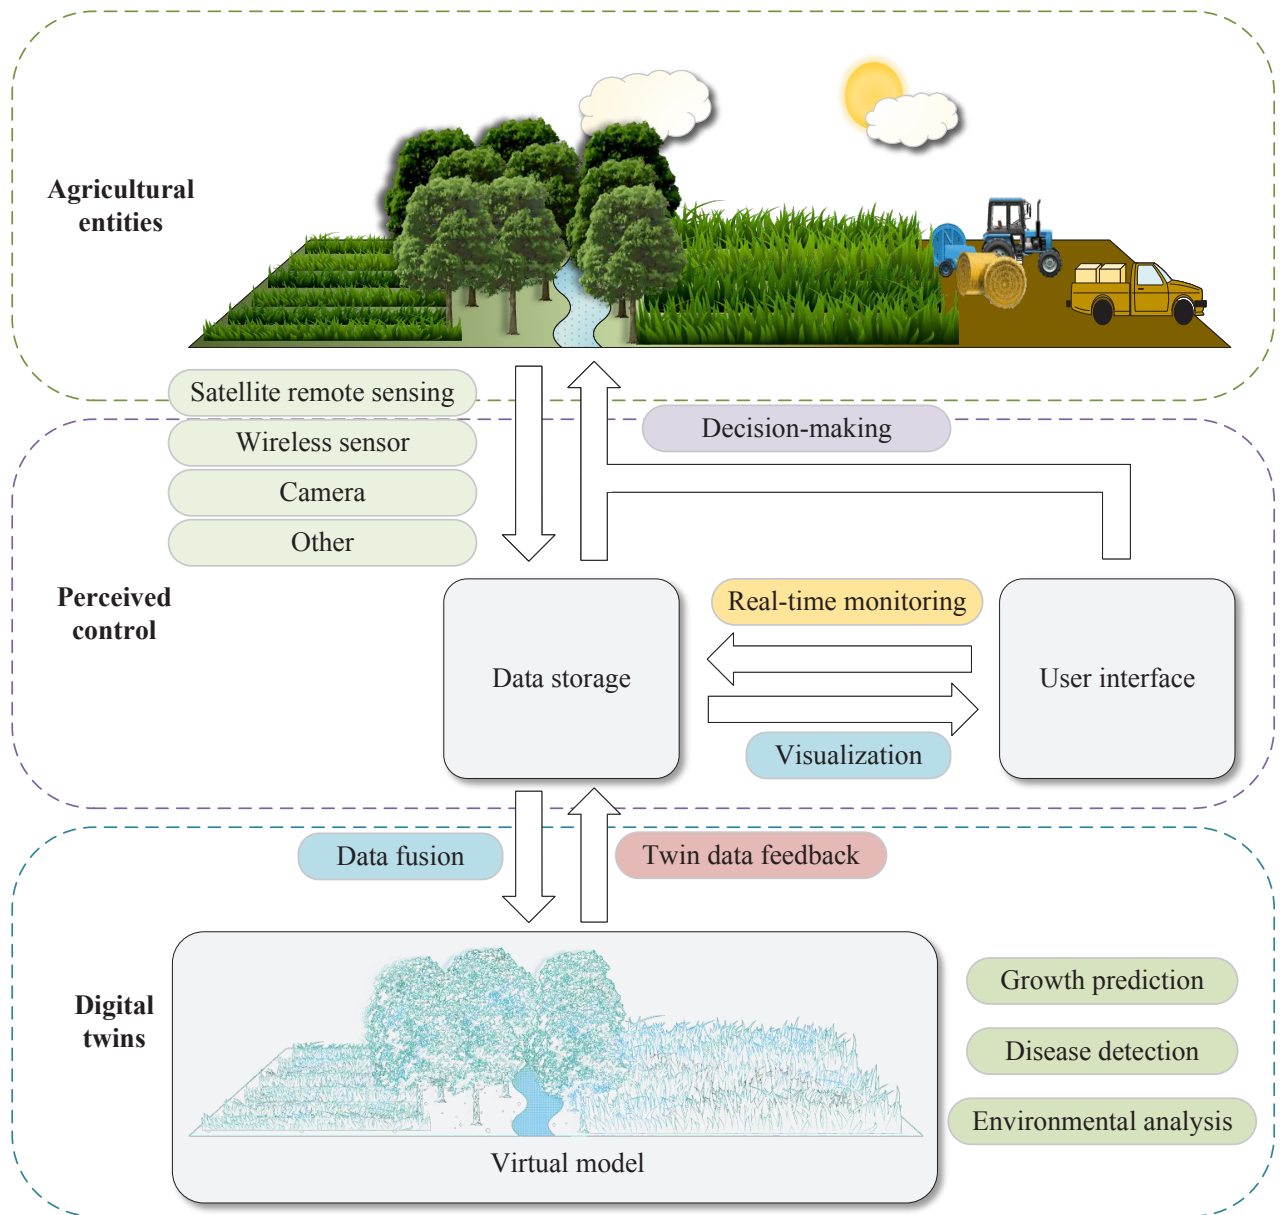 Agricultural
entities
Satellite remote sensing
Wireless sensor
Camera
Other
Decision-making
Perceived
control
Data storage
Real-time monitoring
Visualization
User interface
Data fusion
Twin data feedback
Digital
twins
Virtual model
Growth prediction
Disease detection
Environmental analysis